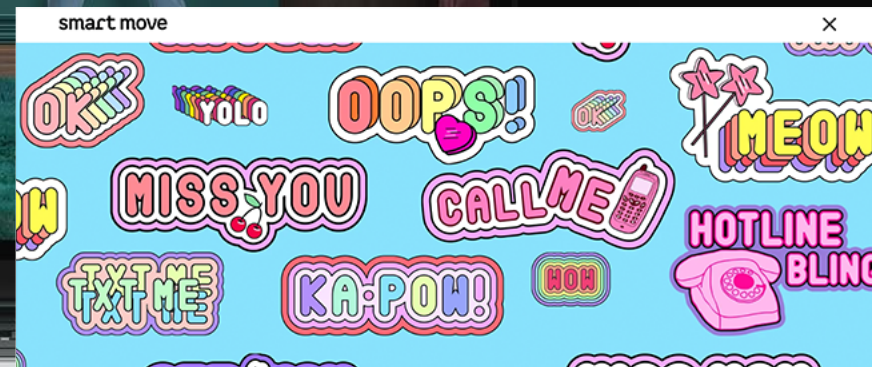 smart move
OK
YOLO
OOPS!
OK
MEOW
MISS YOU
CALL ME
HOTLINE
BLING
TXT ME
TXT ME
KA·POW!
WOW